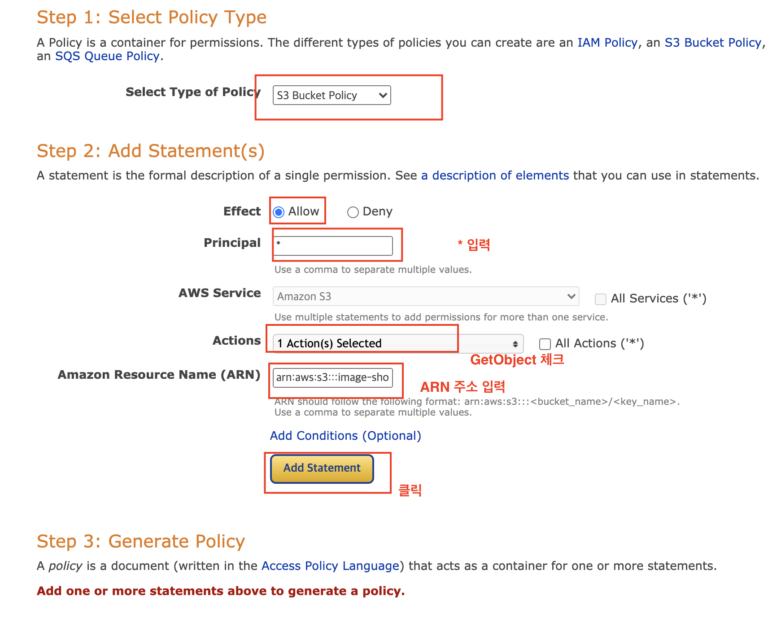 Step 1: Select Policy Type
A Policy is a container for permissions. The different types of policies you can create are an IAM Policy, an S3 Bucket Policy,
an SQS Queue Policy.
Select Type of Policy S3 Bucket Policy
Step 2: Add Statement(s)
A statement is the formal description of a single permission. See a description of elements that you can use in statements.
Effect Allow Deny
Principal * * 입력
Use a comma to separate multiple values.
AWS Service Amazon S3 All Services ('*')
Use multiple statements to add permissions for more than one service.
Actions 1 Action(s) Selected All Actions ('*')
GetObject 체크
Amazon Resource Name (ARN) arn:aws:s3:::image-sho
ARN 주소 입력
ARN should follow the following format: arn:aws:s3:::<bucket_name>/<key_name>.
Use a comma to separate multiple values.
Add Conditions (Optional)
Add Statement
클릭
Step 3: Generate Policy
A policy is a document (written in the Access Policy Language) that acts as a container for one or more statements.
Add one or more statements above to generate a policy.